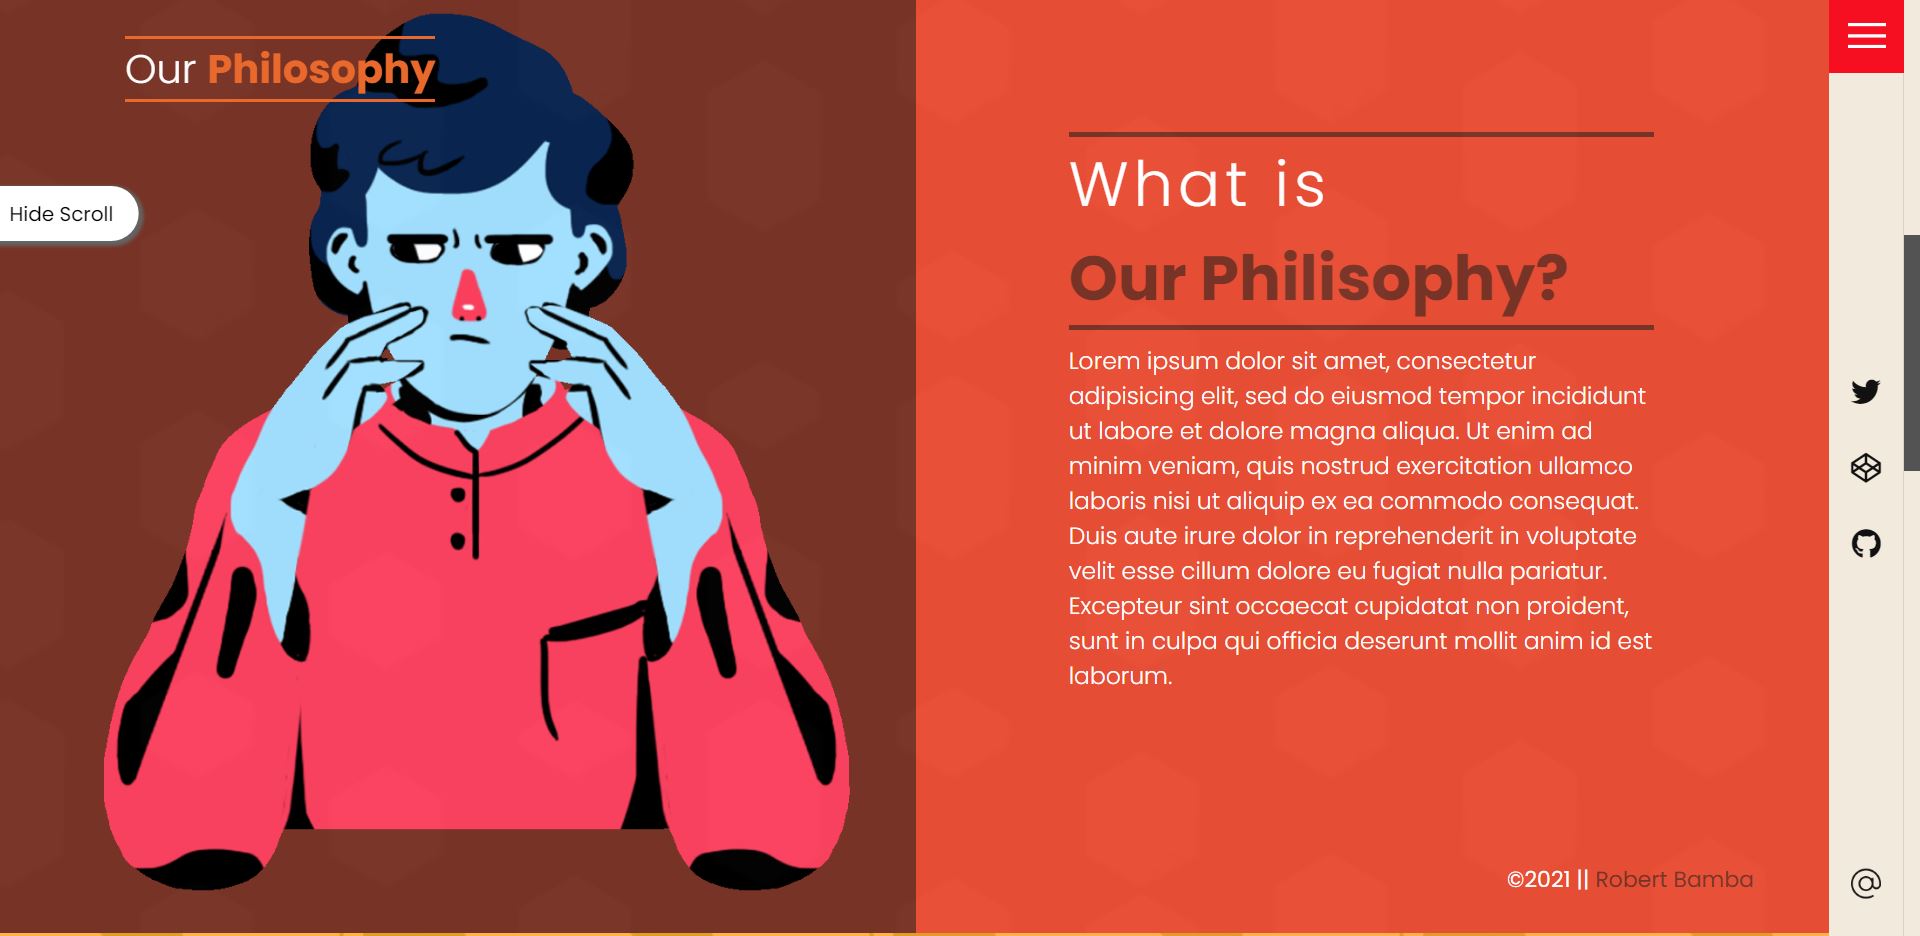 Our Philosophy
Hide Scroll
What is
Our Philisophy?
Lorem ipsum dolor sit amet, consectetur
adipisicing elit, sed do eiusmod tempor incididunt
ut labore et dolore magna aliqua. Ut enim ad
minim veniam, quis nostrud exercitation ullamco
laboris nisi ut aliquip ex ea commodo consequat.
Duis aute irure dolor in reprehenderit in voluptate
velit esse cillum dolore eu fugiat nulla pariatur.
Excepteur sint occaecat cupidatat non proident,
sunt in culpa qui officia deserunt mollit anim id est
laborum.
©2021 || Robert Bamba
@